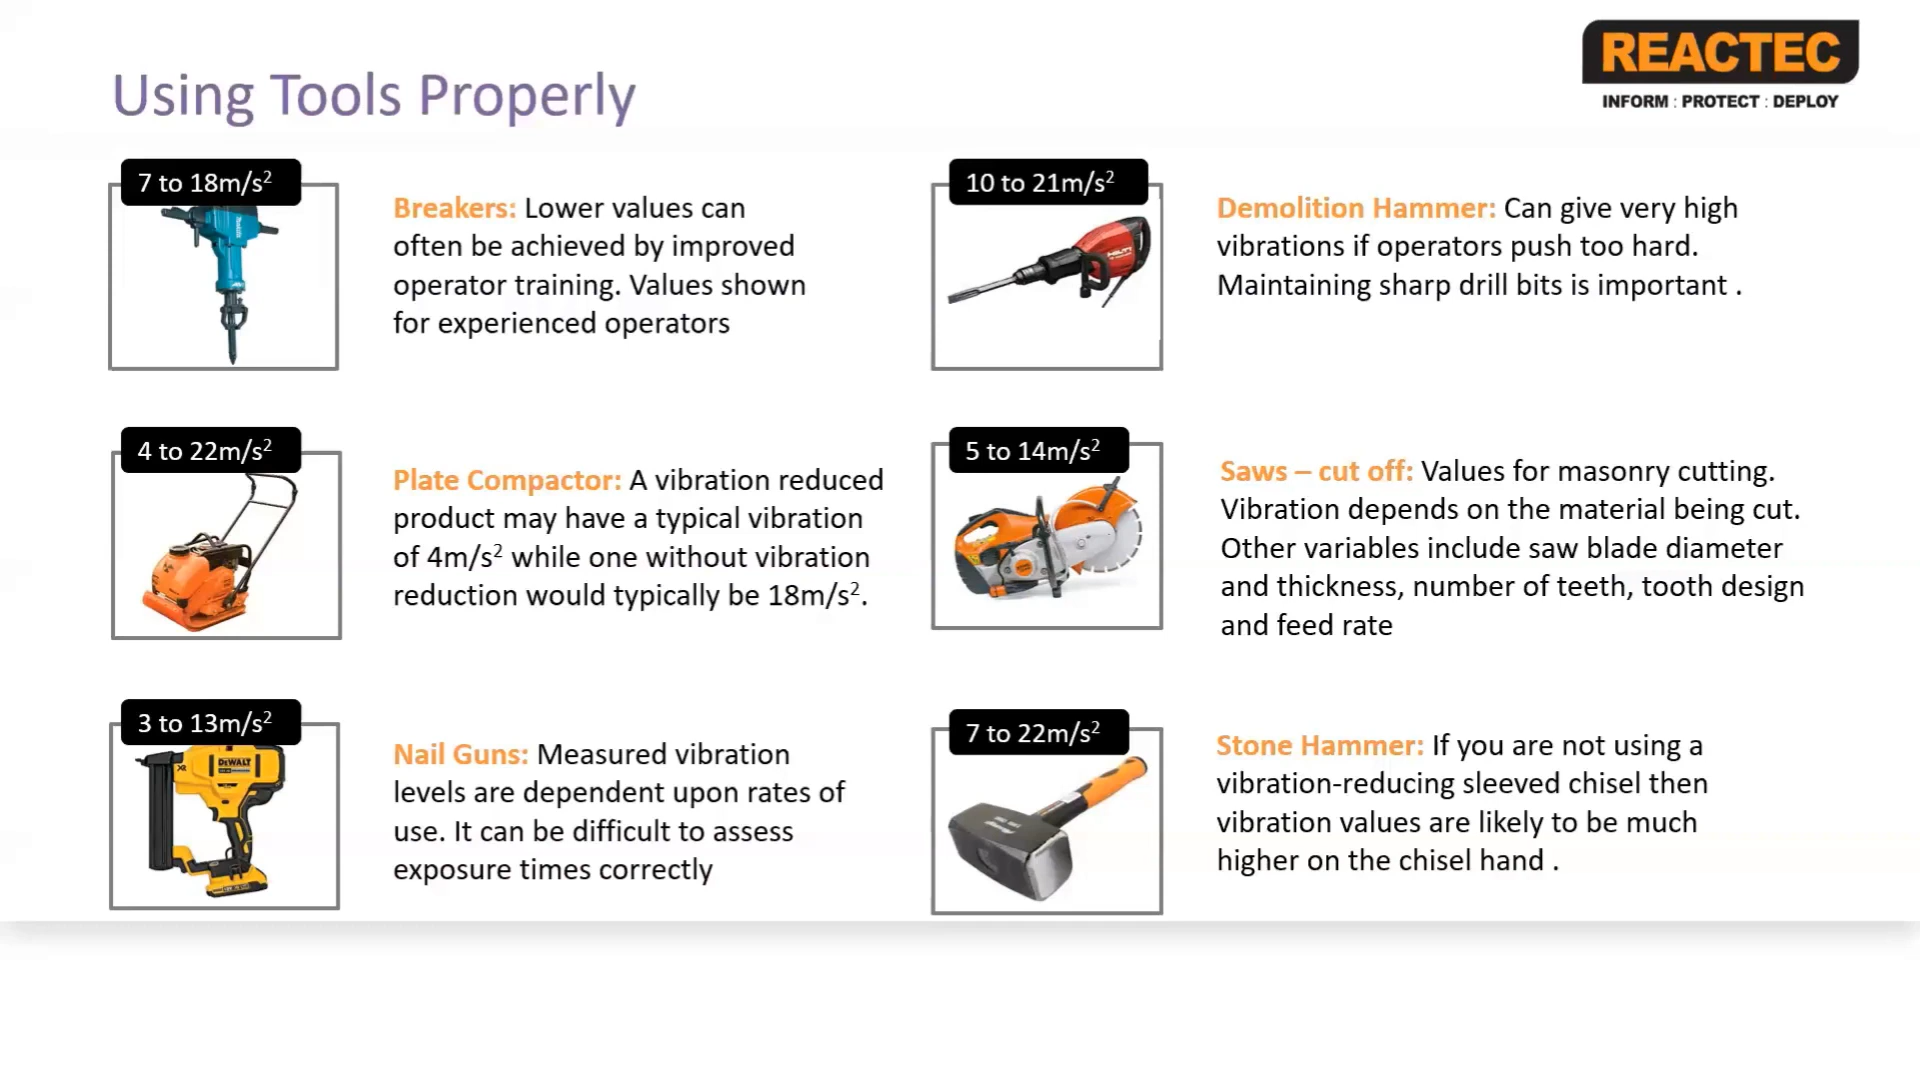 Using Tools Properly
REACTEC
INFORM : PROTECT : DEPLOY
7 to 18m/s²
Breakers: Lower values can
often be achieved by improved
operator training. Values shown
for experienced operators
10 to 21m/s²
Demolition Hammer: Can give very high
vibrations if operators push too hard.
Maintaining sharp drill bits is important .
4 to 22m/s²
Plate Compactor: A vibration reduced
product may have a typical vibration
of 4m/s² while one without vibration
reduction would typically be 18m/s².
5 to 14m/s²
Saws – cut off: Values for masonry cutting.
Vibration depends on the material being cut.
Other variables include saw blade diameter
and thickness, number of teeth, tooth design
and feed rate
3 to 13m/s²
DEWALT
XR
Nail Guns: Measured vibration
levels are dependent upon rates of
use. It can be difficult to assess
exposure times correctly
7 to 22m/s²
Stone Hammer: If you are not using a
vibration-reducing sleeved chisel then
vibration values are likely to be much
higher on the chisel hand .